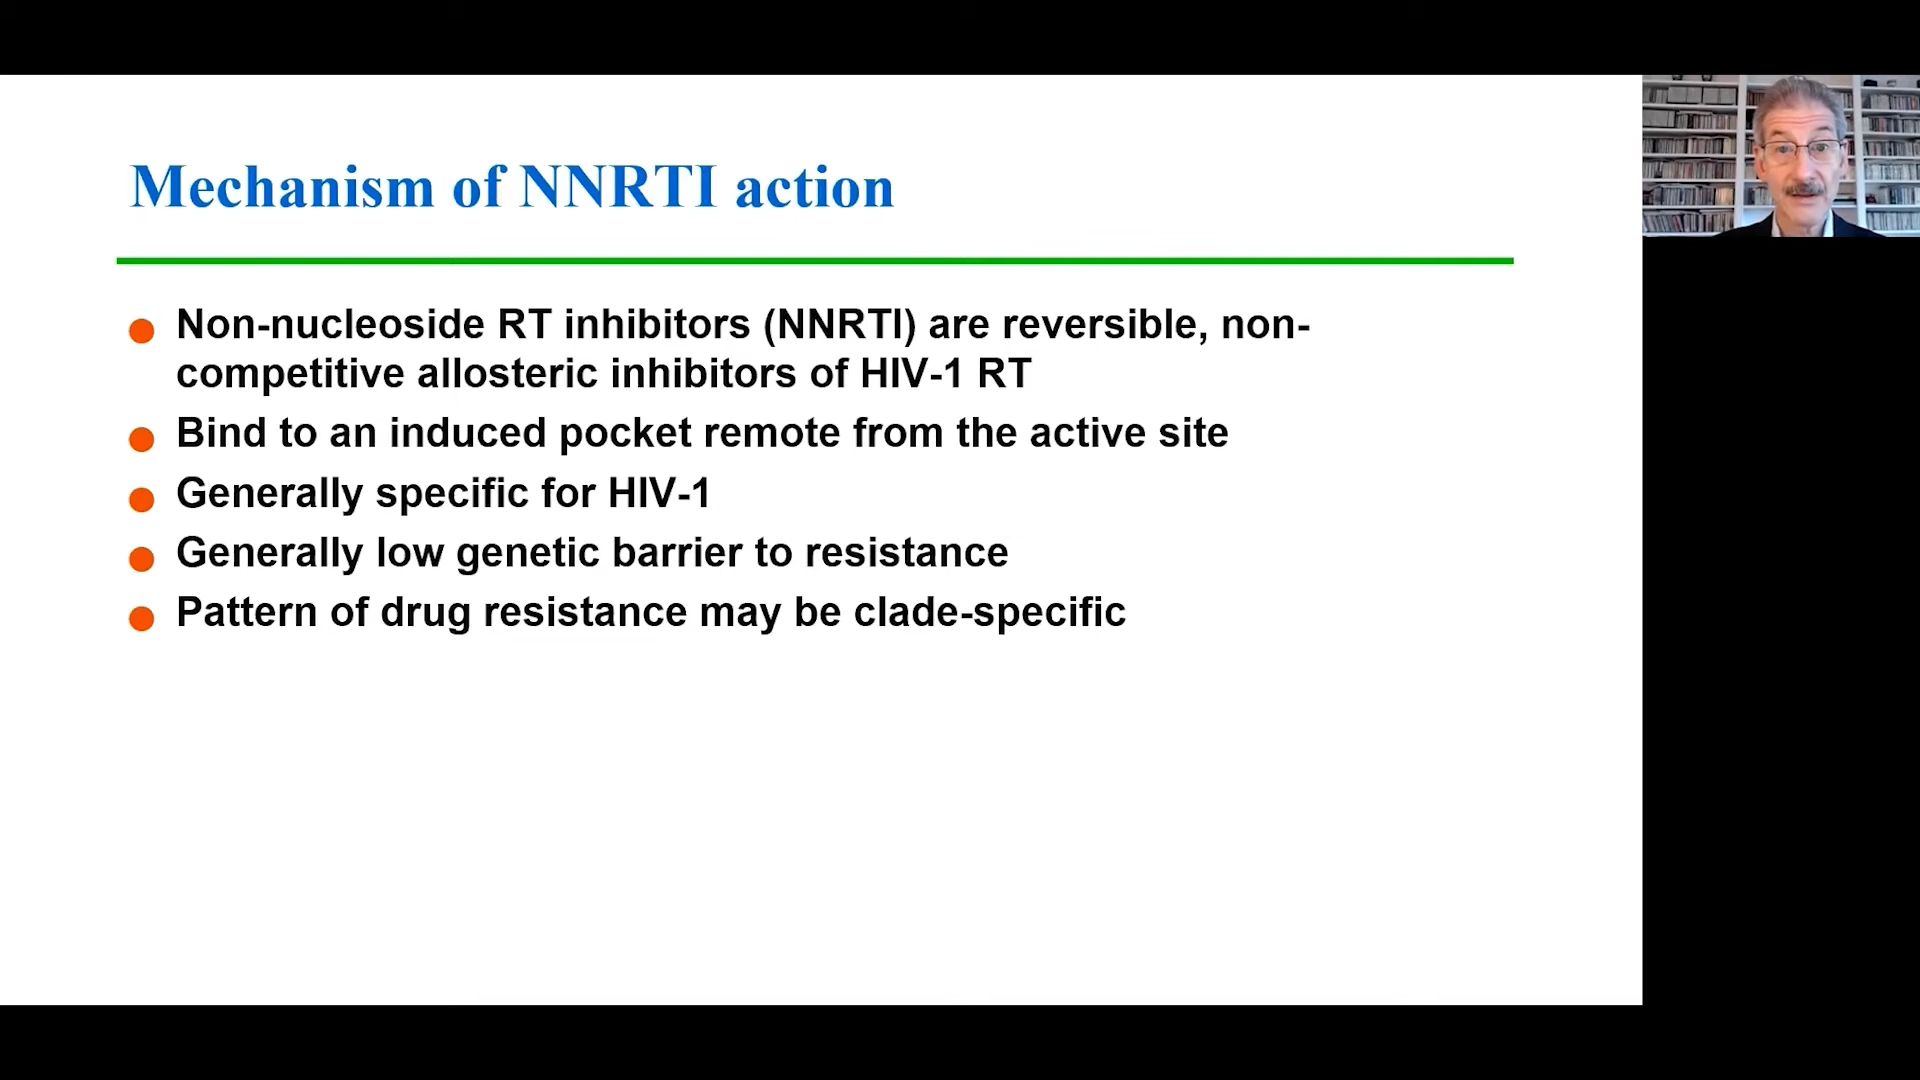 Mechanism of NNRTI action
Non-nucleoside RT inhibitors (NNRTI) are reversible, non-
competitive allosteric inhibitors of HIV-1 RT
Bind to an induced pocket remote from the active site
Generally specific for HIV-1
Generally low genetic barrier to resistance
Pattern of drug resistance may be clade-specific